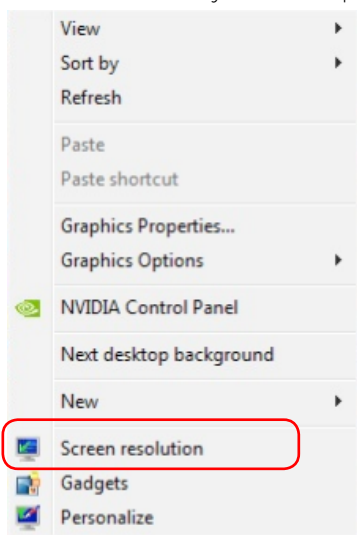 View
Sort by
Refresh
Paste
Paste shortcut
Graphics Properties...
Graphics Options
NVIDIA Control Panel
Next desktop background
New
Screen resolution
Gadgets
Personalize